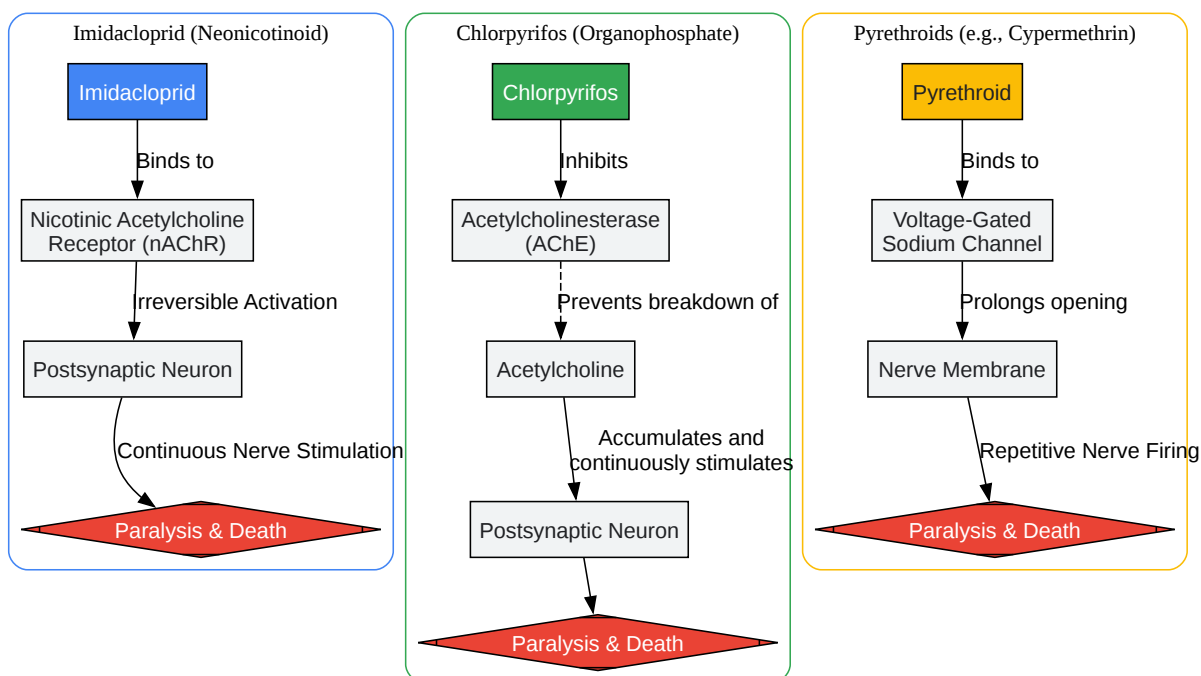 Imidacloprid (Neonicotinoid)
Imidacloprid
Binds to
Nicotinic Acetylcholine
Receptor (nAChR)
Irreversible Activation
Postsynaptic Neuron
Continuous Nerve Stimulation
Paralysis & Death
Chlorpyrifos (Organophosphate)
Chlorpyrifos
Inhibits
Acetylcholinesterase
(AChE)
Prevents breakdown of
Acetylcholine
Accumulates and
continuously stimulates
Postsynaptic Neuron
Paralysis & Death
Pyrethroids (e.g., Cypermethrin)
Pyrethroid
Binds to
Voltage-Gated
Sodium Channel
Prolongs opening
Nerve Membrane
Repetitive Nerve Firing
Paralysis & Death